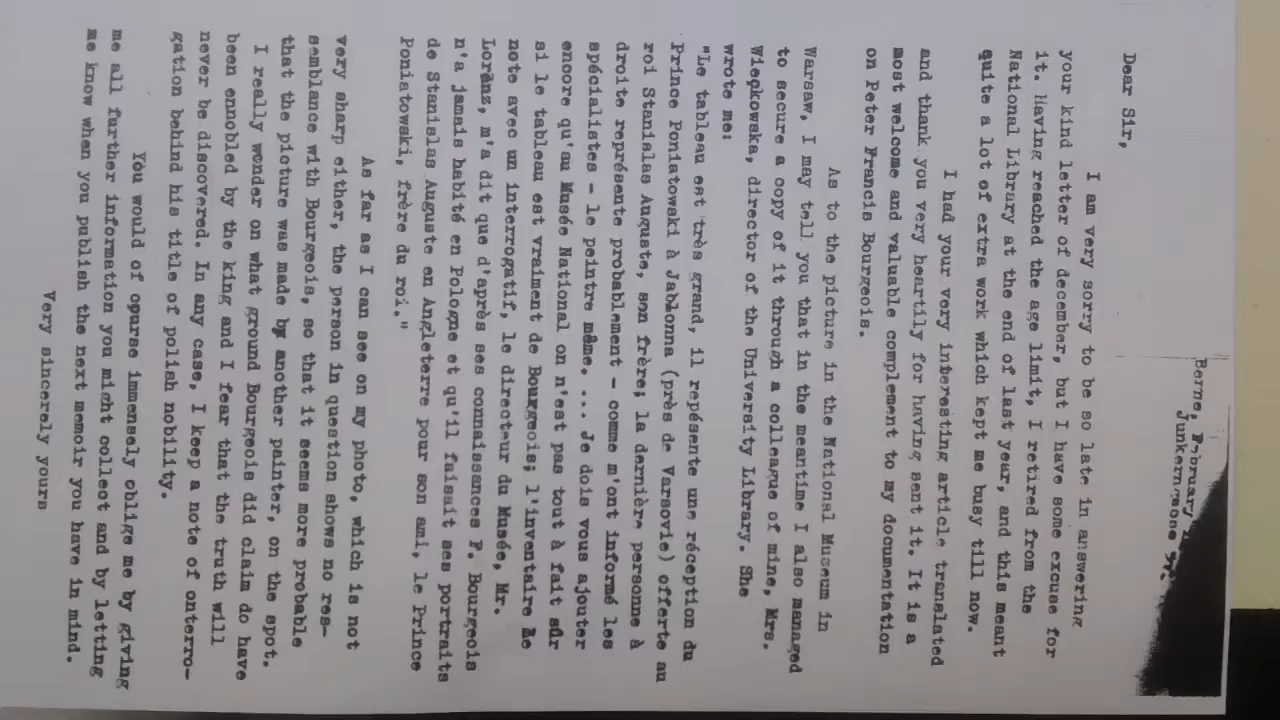 Berne, February
Junkerngasse
Dear Sir,
I am very sorry to be so late in answering
your kind letter of december, but I have some excuse for
it. Having reached the age limit, I retired from the
National Library at the end of last year, and this meant
quite a lot of extra work which kept me busy till now.
I had your very interesting article translated
and thank you very heartily for having sent it. It is a
most welcome and valuable complement to my documentation
on Peter Francis Bourgeois.
As to the picture in the National Museum in
Warsaw, I may tell you that in the meantime I also managed
to secure a copy of it through a colleague of mine, Mrs.
Więckowska, director of the University Library. She
wrote me:
"Le tableau est très grand, il repésente une réception du
Prince Poniatowski à Jabłonna (près de Varsovie) offerte au
roi Stanislas Auguste, son frère; la dernière personne à
droite représente probablement - comme m'ont informé les
spécialistes - le peintre même. ... Je dois vous ajouter
encore qu'au Musée National on n'est pas tout à fait sûr
si le tableau est vraiment de Bourgeois; l'inventaire le
note avec un interrogatif, le directeur du Musée, Mr.
Lorenz, m'a dit que d'après ses connaissances F. Bourgeois
n'a jamais habité en Pologne et qu'il faisait ses portraits
de Stanislas Auguste en Angleterre pour son ami, le Prince
Poniatowski, frère du roi."
As far as I can see on my photo, which is not
very sharp either, the person in question shows no res-
semblance with Bourgeois, so that it seems more probable
that the picture was made by another painter, on the spot.
I really wonder on what ground Bourgeois did claim do have
been ennobled by the king and I fear that the truth will
never be discovered. In any case, I keep a note of onterro-
gation behind his title of polish nobility.
You would of oparse immensely oblige me by giving
me all further information you might collect and by letting
me know when you publish the next memoir you have in mind.
Very sincerely yours